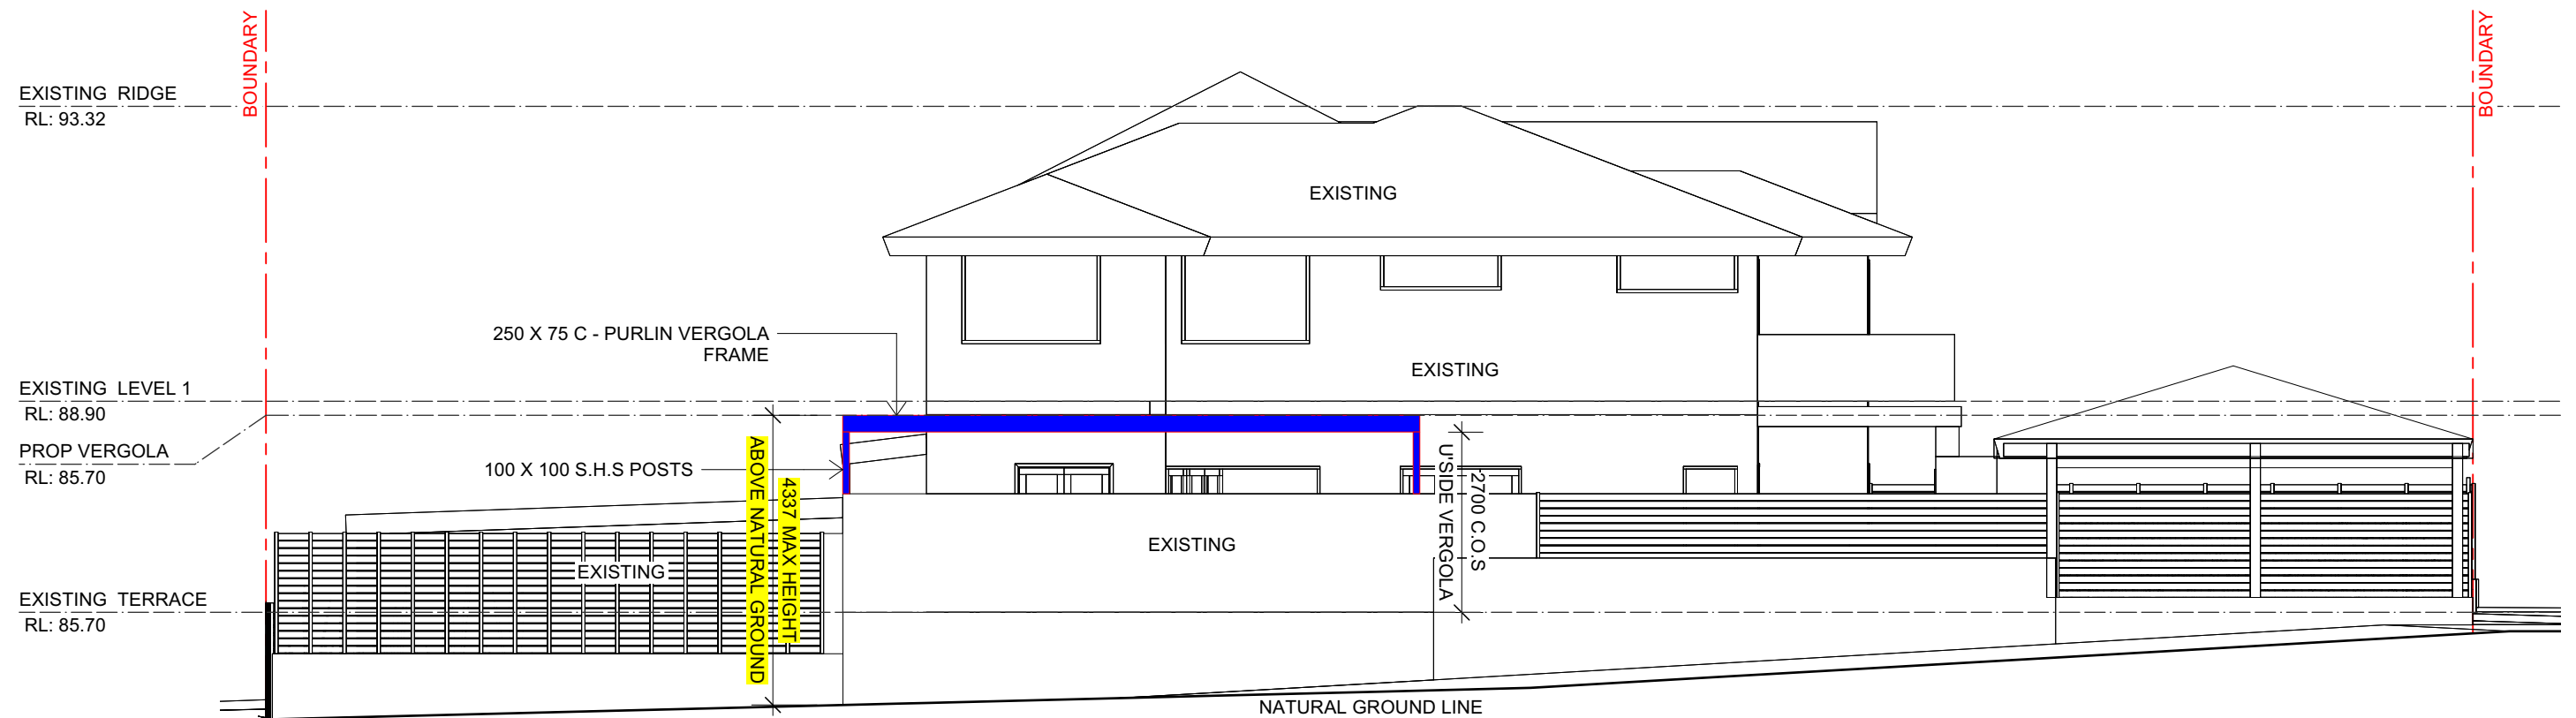 BOUNDARY
BOUNDARY
EXISTING RIDGE
RL: 93.32
EXISTING
250 X 75 C - PURLIN VERGOLA
FRAME
EXISTING
EXISTING LEVEL 1
RL: 88.90
PROP VERGOLA
RL: 85.70
100 X 100 S.H.S POSTS
4337 MAX HEIGHT
ABOVE NATURAL GROUND
2700 C.O.S
U'SIDE VERGOLA
EXISTING
EXISTING
EXISTING TERRACE
RL: 85.70
NATURAL GROUND LINE